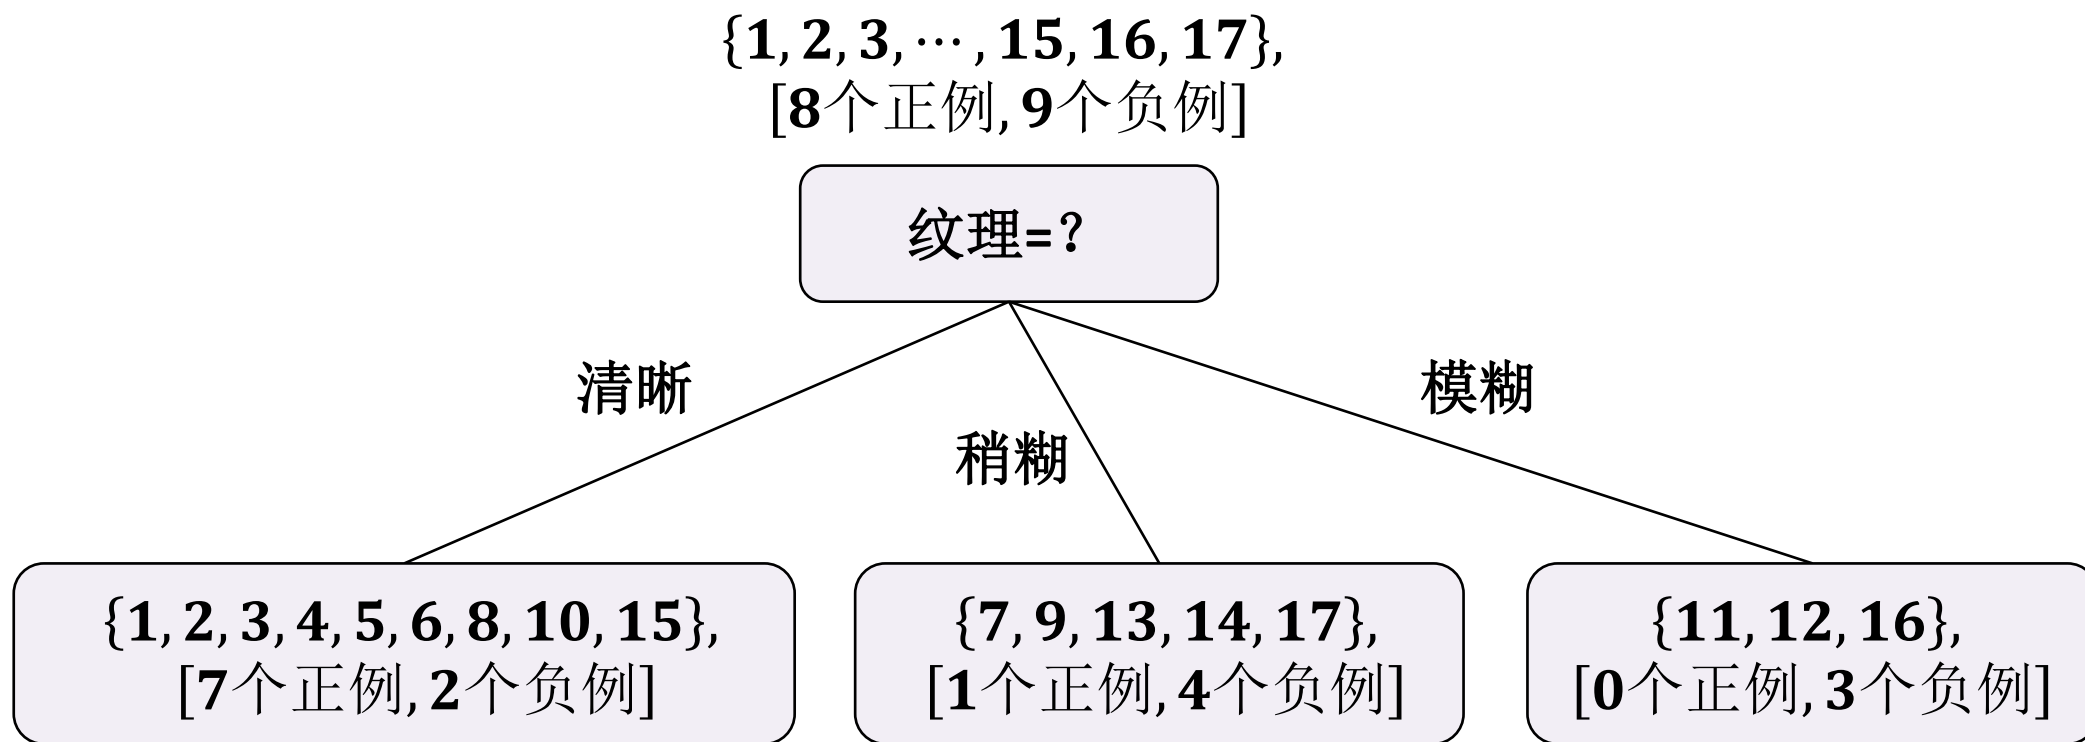 {1, 2, 3, ⋯ , 15, 16, 17},
[8个正例, 9个负例]
纹理=?
清晰
模糊
稍糊
{1, 2, 3, 4, 5, 6, 8, 10, 15},
[7个正例, 2个负例]
{7, 9, 13, 14, 17},
[1个正例, 4个负例]
{11, 12, 16},
[0个正例, 3个负例]